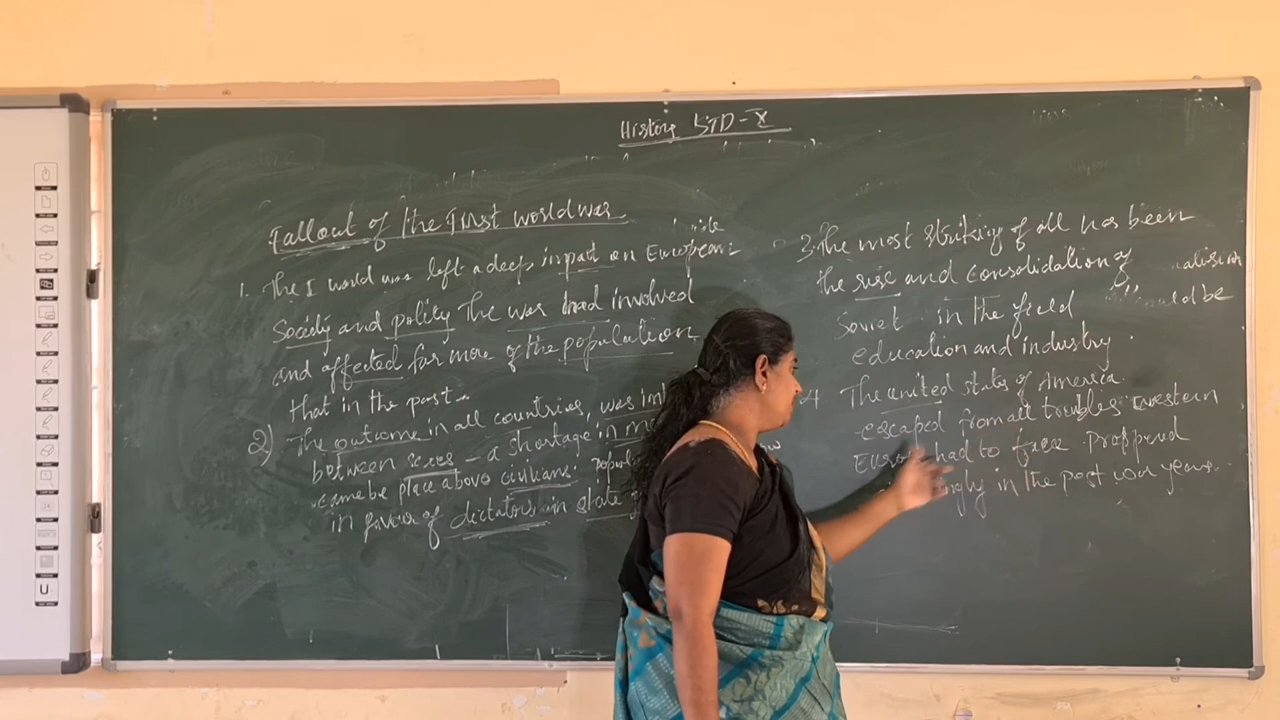 History STD-X
Fallout of the First world war
1. The I world war left a deep impact on European
Society and polity The war had involved
and affected far more of the population
that in the past.
2) The outcome in all countries, was
between sexes - a shortage in
came be place above civilians.
in favour of dictators in state
3. The most striking of all has been
the rise and consolidation of
Soviet in the field
education and industry.
4 The united states of America.
escaped from all troubles western
had to free
in the past war years.
U